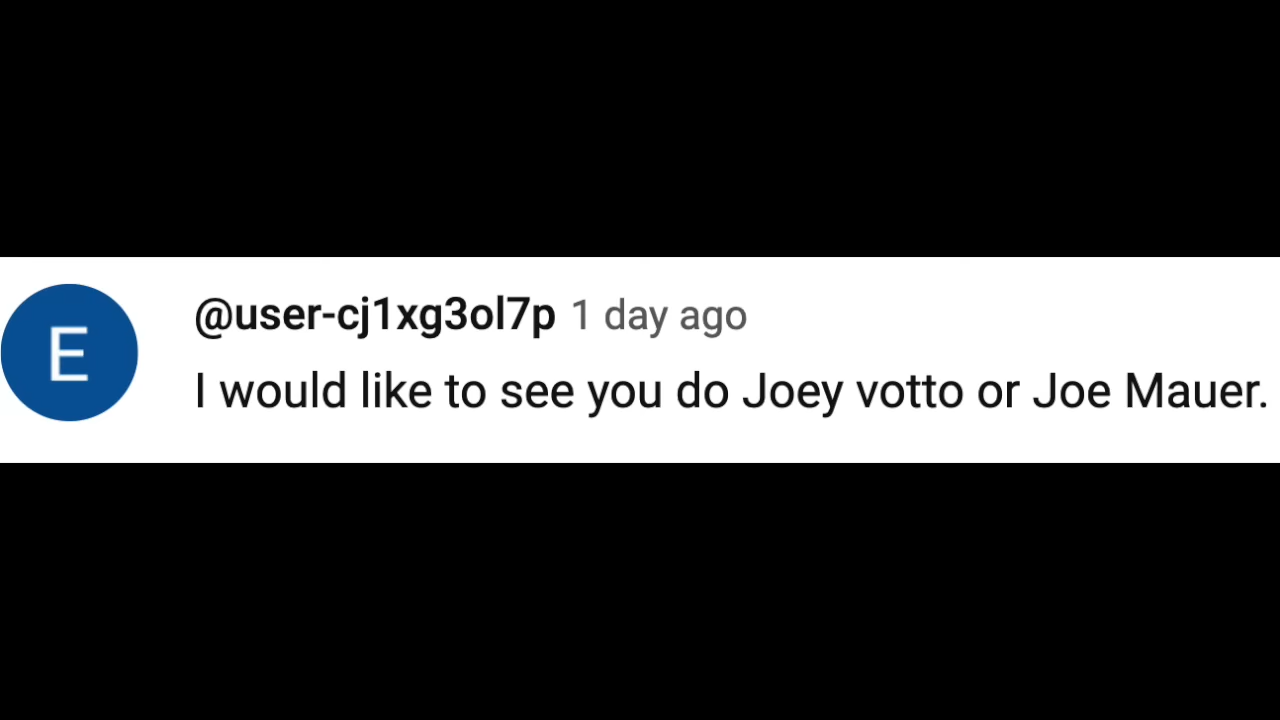 E
@user-cj1xg3ol7p 1 day ago
I would like to see you do Joey votto or Joe Mauer.